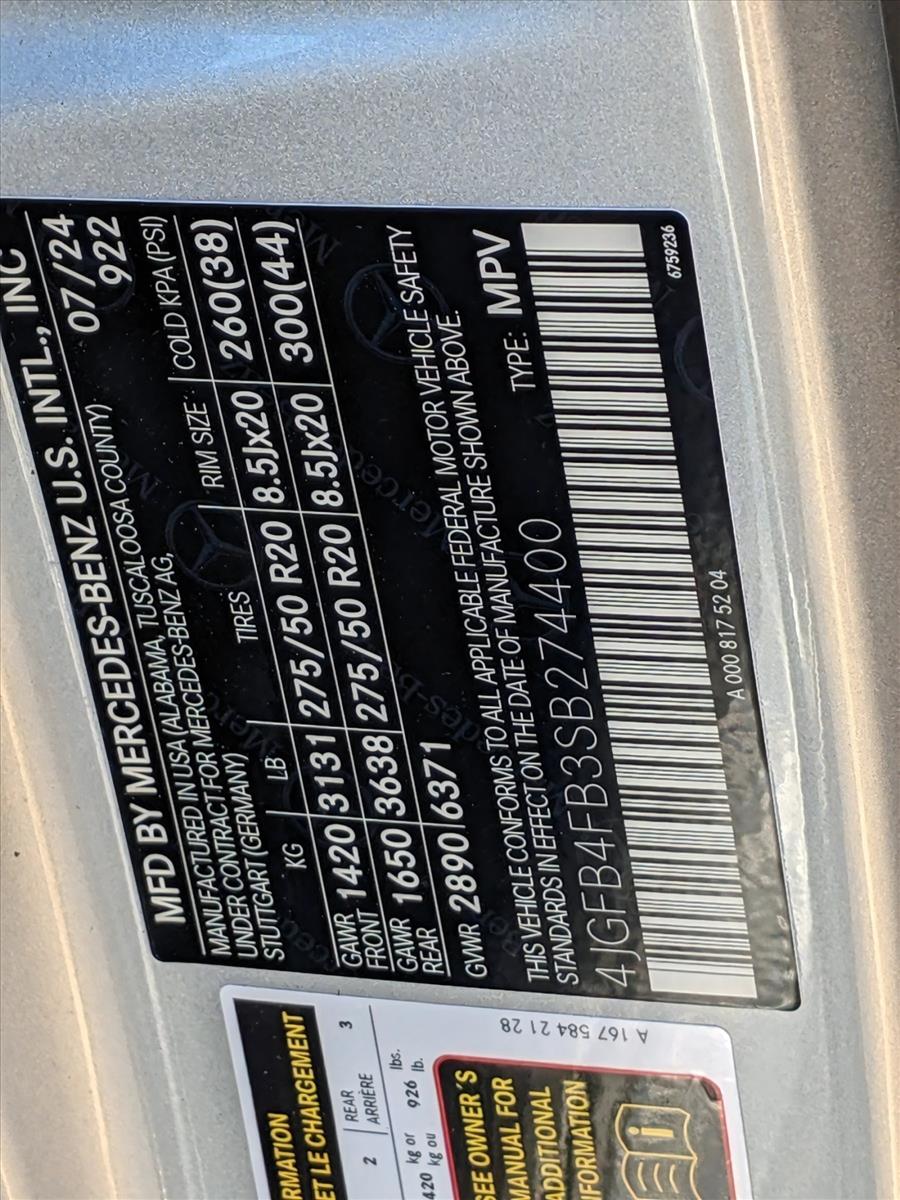 MFD BY MERCEDES-BENZ U.S. INTL., INC
MANUFACTURED IN USA (ALABAMA, TUSCALOOSA COUNTY) 07/24
UNDER CONTRACT FOR MERCEDES-BENZ AG, 922
STUTTGART (GERMANY)
KG LB TIRES RIM SIZE COLD KPA (PSI)
GAWR FRONT 1420 3131 275/50 R20 8.5Jx20 260(38)
GAWR REAR 1650 3638 275/50 R20 8.5Jx20 300(44)
GVWR 2890 6371
THIS VEHICLE CONFORMS TO ALL APPLICABLE FEDERAL MOTOR VEHICLE SAFETY
STANDARDS IN EFFECT ON THE DATE OF MANUFACTURE SHOWN ABOVE.
4JGFB4FB3SB274400 TYPE: MPV
A 000 817 52 04 6759236
RMATION
ET LE CHARGEMENT
2 REAR 3
ARRIÈRE
kg or lbs.
420 kg ou 926 lb.
SEE OWNER´S
MANUAL FOR
ADDITIONAL
INFORMATION
A 167 584 21 28